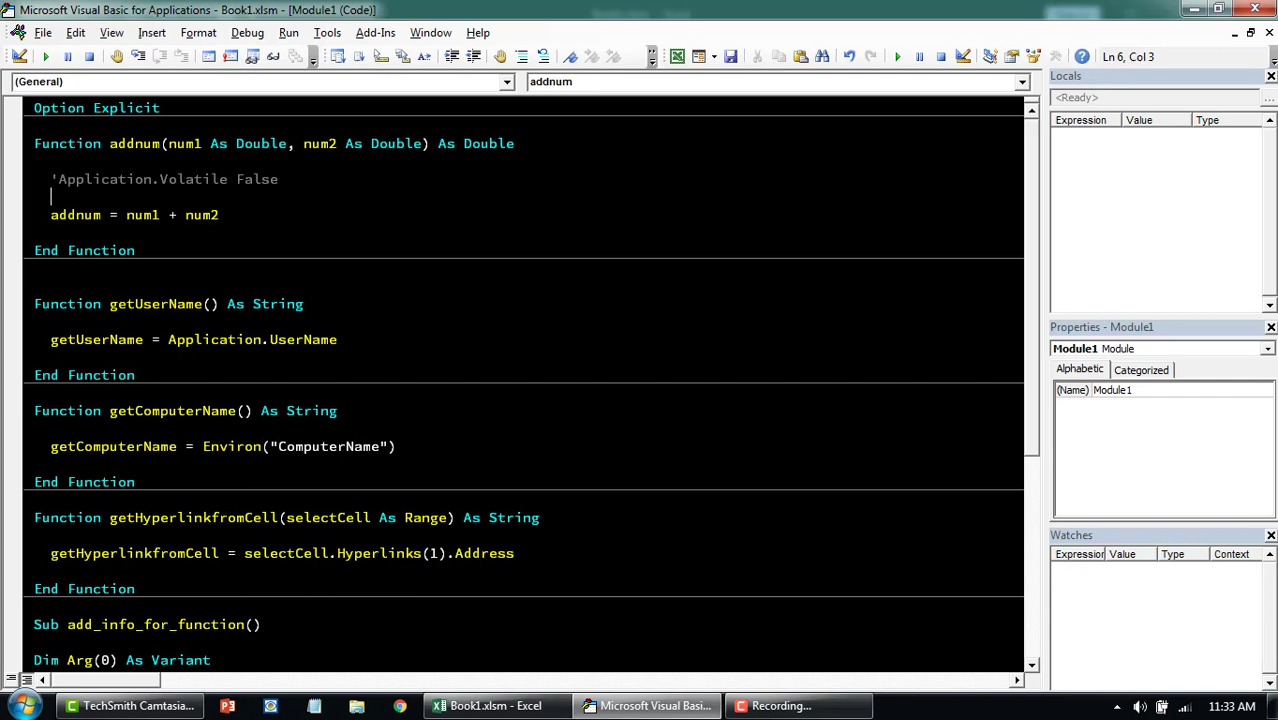 Microsoft Visual Basic for Applications - Book1.xlsm - [Module1 (Code)]
File Edit View Insert Format Debug Run Tools Add-Ins Window Help
Ln 6, Col 3
(General) addnum
Option Explicit
Function addnum(num1 As Double, num2 As Double) As Double
'Application.Volatile False
addnum = num1 + num2
End Function
Function getUserName() As String
getUserName = Application.UserName
End Function
Function getComputerName() As String
getComputerName = Environ("ComputerName")
End Function
Function getHyperlinkfromCell(selectCell As Range) As String
getHyperlinkfromCell = selectCell.Hyperlinks(1).Address
End Function
Sub add_info_for_function()
Dim Arg(0) As Variant
Locals
<Ready>
...
Expression Value Type
Properties - Module1
Module1 Module
Alphabetic Categorized
(Name) Module1
Watches
Expression Value Type Context
TechSmith Camtasia... Book1.xlsm - Excel Microsoft Visual Basi... Recording... 11:33 AM